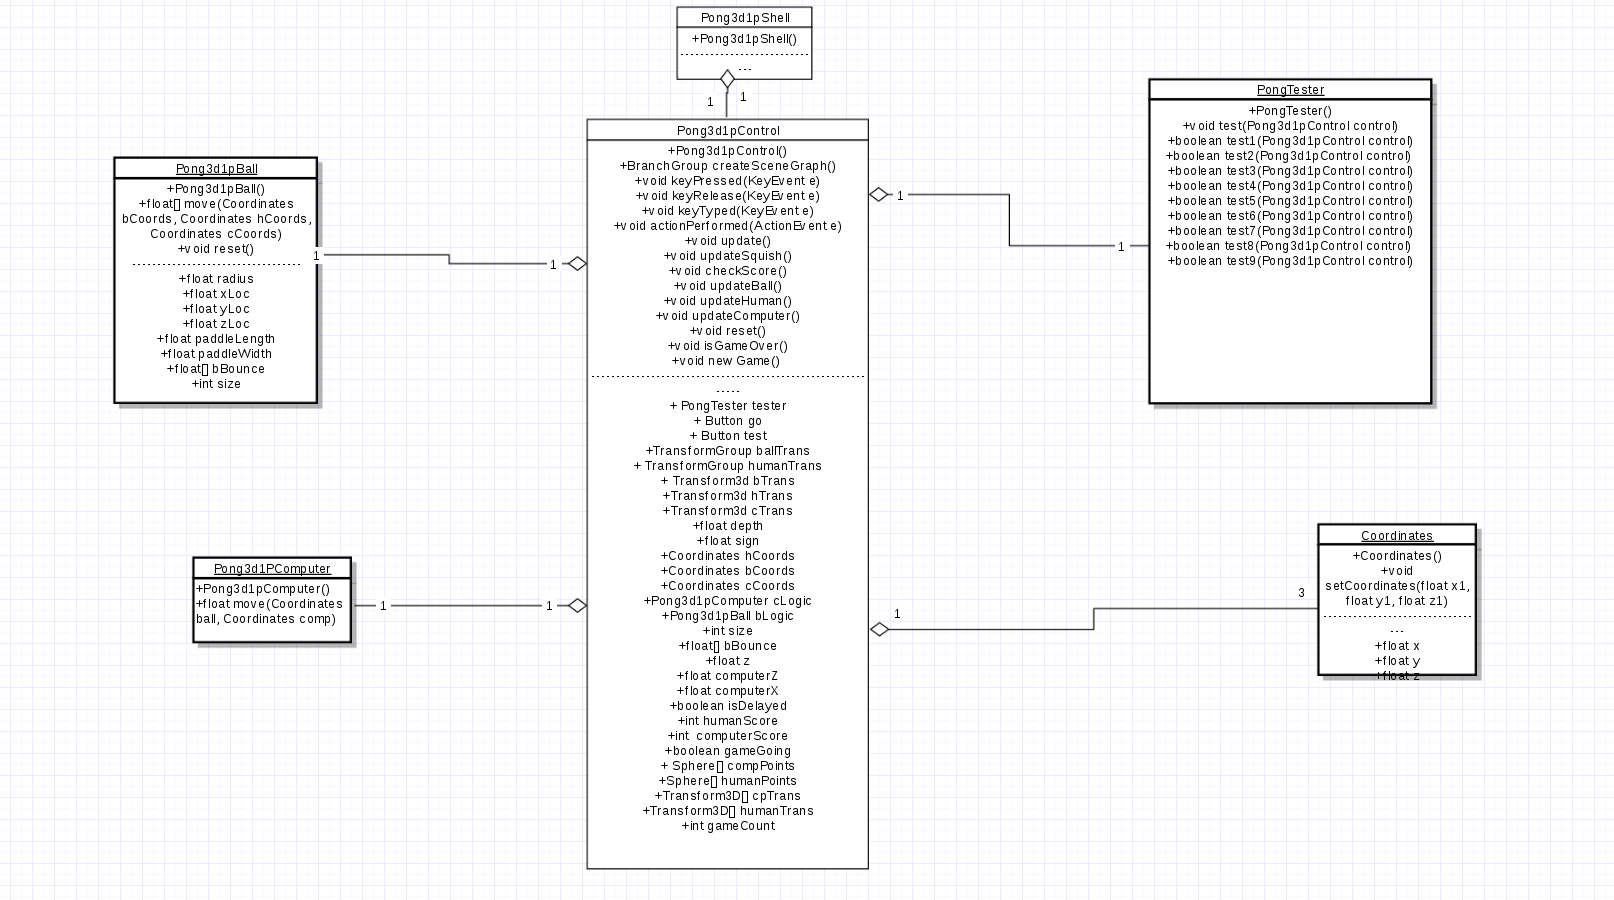 Pong3d1pShell
+Pong3d1pShell()
...
1
1
Pong3d1pControl
+Pong3d1pControl()
+BranchGroup createSceneGraph()
+void keyPressed(KeyEvent e)
+void keyRelease(KeyEvent e)
+void keyTyped(KeyEvent e)
+void actionPerformed(ActionEvent e)
+void update()
+void updateSquish()
+void checkScore()
+void updateBall()
+void updateHuman()
+void updateComputer()
+void reset()
+void isGameOver()
+void new Game()
.....
+ PongTester tester
+ Button go
+ Button test
+TransformGroup ballTrans
+ TransformGroup humanTrans
+ Transform3d bTrans
+Transform3d hTrans
+Transform3d cTrans
+float depth
+float sign
+Coordinates hCoords
+Coordinates bCoords
+Coordinates cCoords
+Pong3d1pComputer cLogic
+Pong3d1pBall bLogic
+int size
+float[] bBounce
+float z
+float computerZ
+float computerX
+boolean isDelayed
+int humanScore
+int computerScore
+boolean gameGoing
+ Sphere[] compPoints
+Sphere[] humanPoints
+Transform3D[] cpTrans
+Transform3D[] humanTrans
+int gameCount
Pong3d1pBall
+Pong3d1pBall()
+float[] move(Coordinates
bCoords, Coordinates hCoords,
Coordinates cCoords)
+void reset()
+float radius
+float xLoc
+float yLoc
+float zLoc
+float paddleLength
+float paddleWidth
+float[] bBounce
+int size
1
1
Pong3d1PComputer
+Pong3d1pComputer()
+float move(Coordinates
ball, Coordinates comp)
1
1
PongTester
+PongTester()
+void test(Pong3d1pControl control)
+boolean test1(Pong3d1pControl control)
+boolean test2(Pong3d1pControl control)
+boolean test3(Pong3d1pControl control)
+boolean test4(Pong3d1pControl control)
+boolean test5(Pong3d1pControl control)
+boolean test6(Pong3d1pControl control)
+boolean test7(Pong3d1pControl control)
+boolean test8(Pong3d1pControl control)
+boolean test9(Pong3d1pControl control)
1
1
Coordinates
+Coordinates()
+void
setCoordinates(float x1,
float y1, float z1)
...
+float x
+float y
+float z
1
3